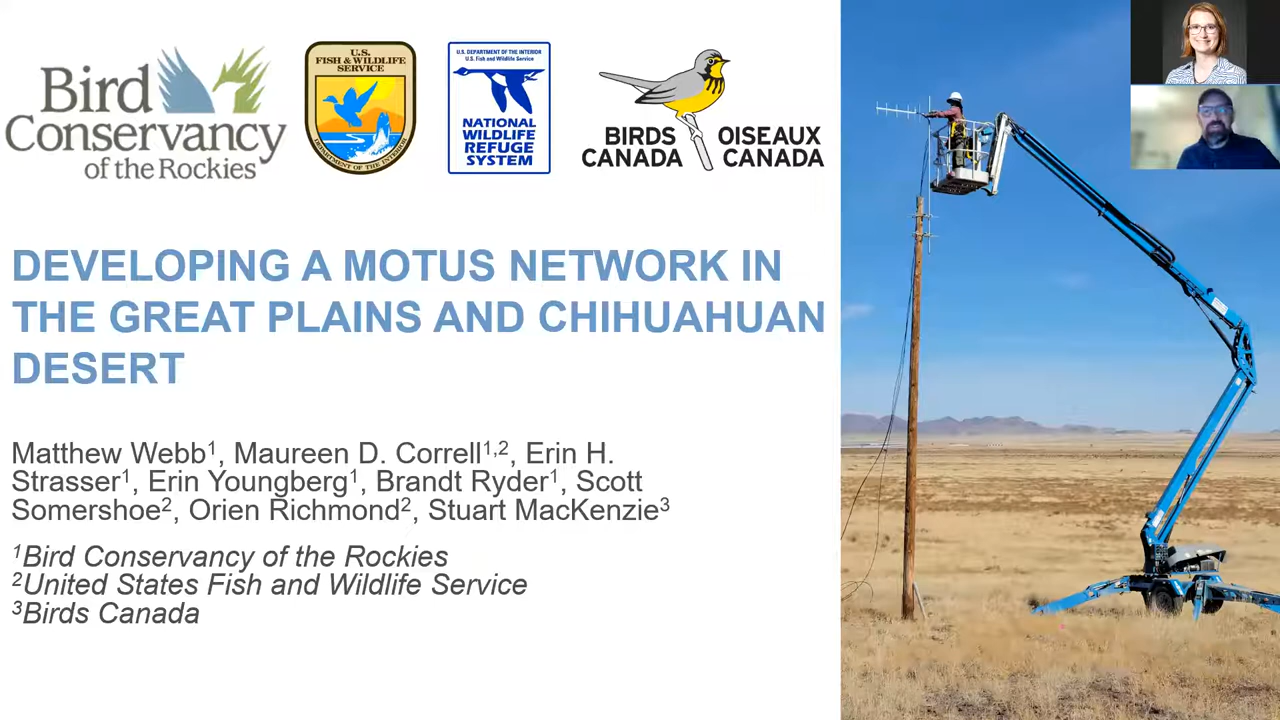 Bird
Conservancy
of the Rockies
U.S.
FISH & WILDLIFE
SERVICE
DEPARTMENT OF THE INTERIOR
U.S. DEPARTMENT OF THE INTERIOR
U.S. Fish and Wildlife Service
NATIONAL
WILDLIFE
REFUGE
SYSTEM
BIRDS
CANADA
OISEAUX
CANADA
DEVELOPING A MOTUS NETWORK IN
THE GREAT PLAINS AND CHIHUAHUAN
DESERT
Matthew Webb¹, Maureen D. Correll¹,², Erin H.
Strasser¹, Erin Youngberg¹, Brandt Ryder¹, Scott
Somershoe², Orien Richmond², Stuart MacKenzie³
¹Bird Conservancy of the Rockies
²United States Fish and Wildlife Service
³Birds Canada